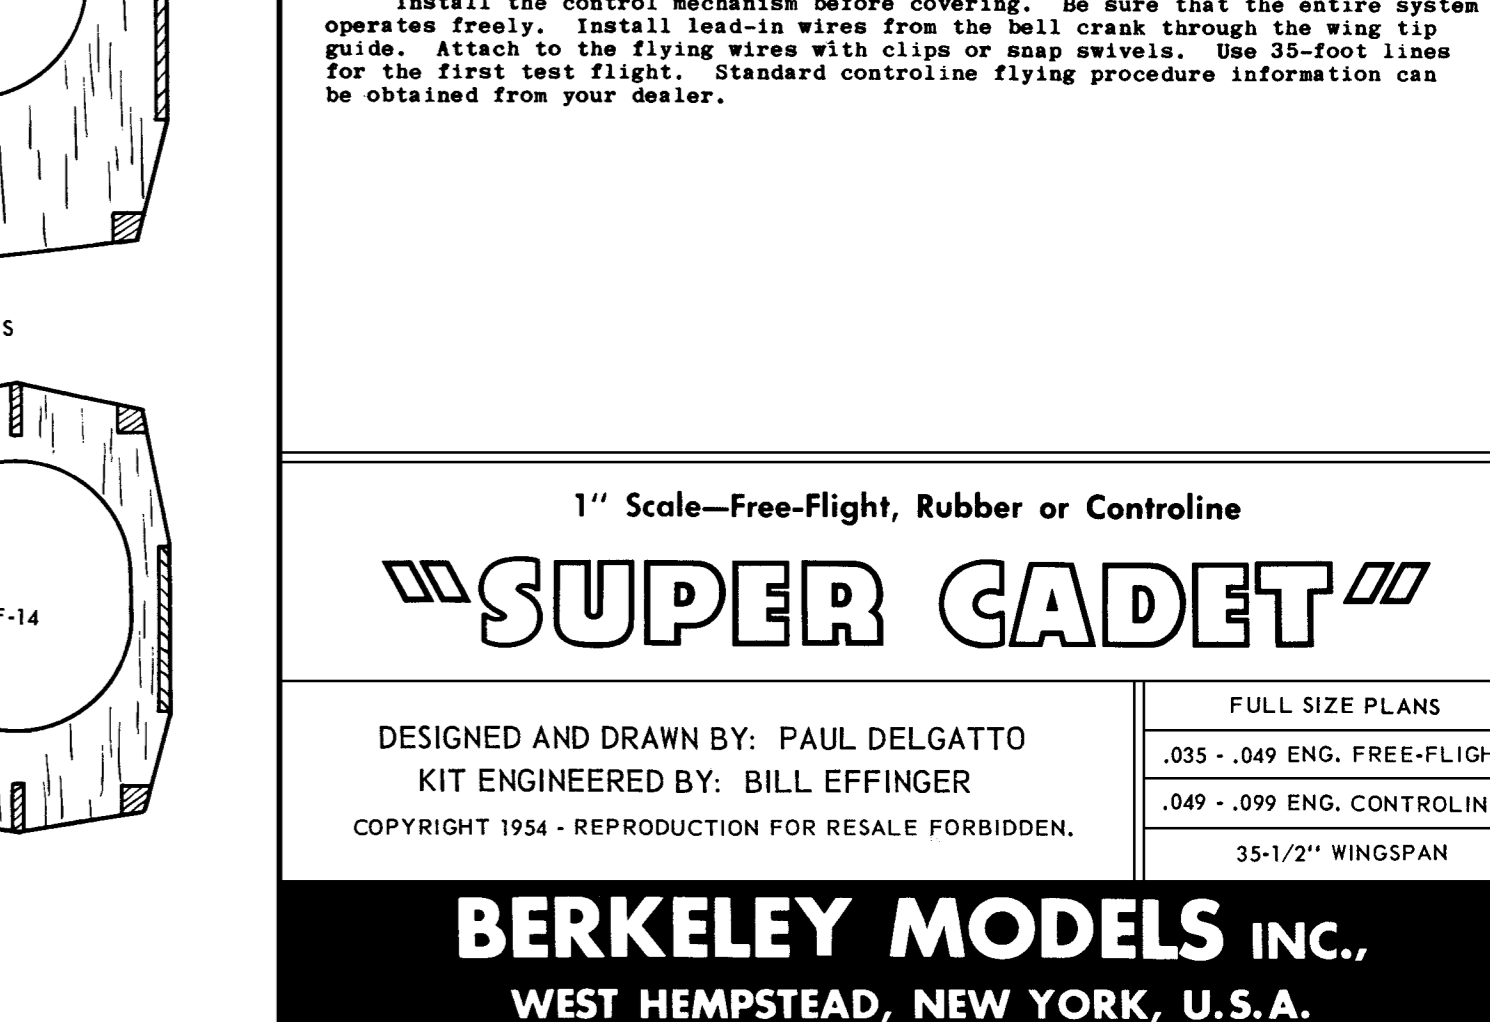 Install the control mechanism before covering. Be sure that the entire system
operates freely. Install lead-in wires from the bell crank through the wing tip
guide. Attach to the flying wires with clips or snap swivels. Use 35-foot lines
for the first test flight. Standard controline flying procedure information can
be obtained from your dealer.
S
F-14
1" Scale—Free-Flight, Rubber or Controline
"SUPER CADET"
DESIGNED AND DRAWN BY: PAUL DELGATTO
KIT ENGINEERED BY: BILL EFFINGER
COPYRIGHT 1954 - REPRODUCTION FOR RESALE FORBIDDEN.
FULL SIZE PLANS
.035 - .049 ENG. FREE-FLIGH
.049 - .099 ENG. CONTROLIN
35-1/2" WINGSPAN
BERKELEY MODELS INC.,
WEST HEMPSTEAD, NEW YORK, U.S.A.